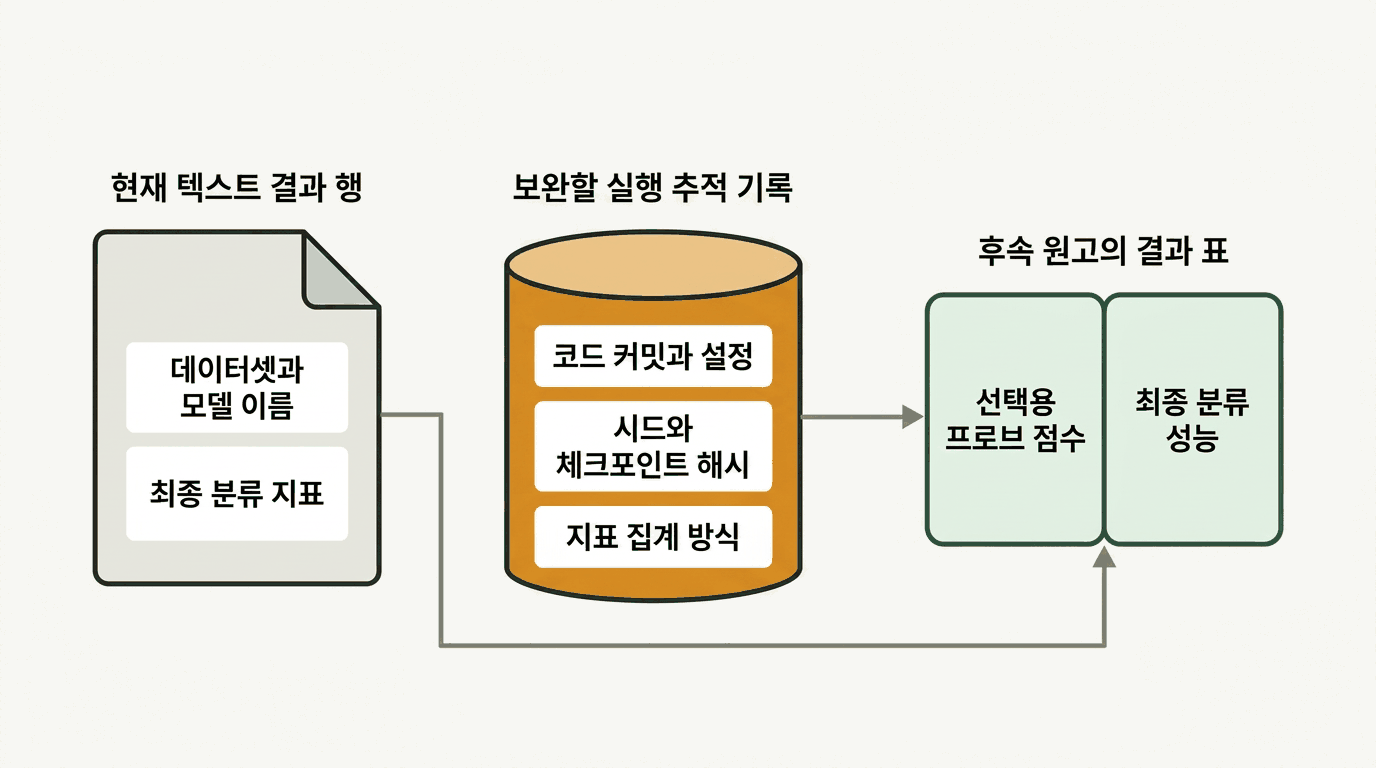 현재 텍스트 결과 행
데이터셋과
모델 이름
최종 분류 지표
보완할 실행 추적 기록
코드 커밋과 설정
시드와
체크포인트 해시
지표 집계 방식
후속 원고의 결과 표
선택용
프로브 점수
최종 분류
성능